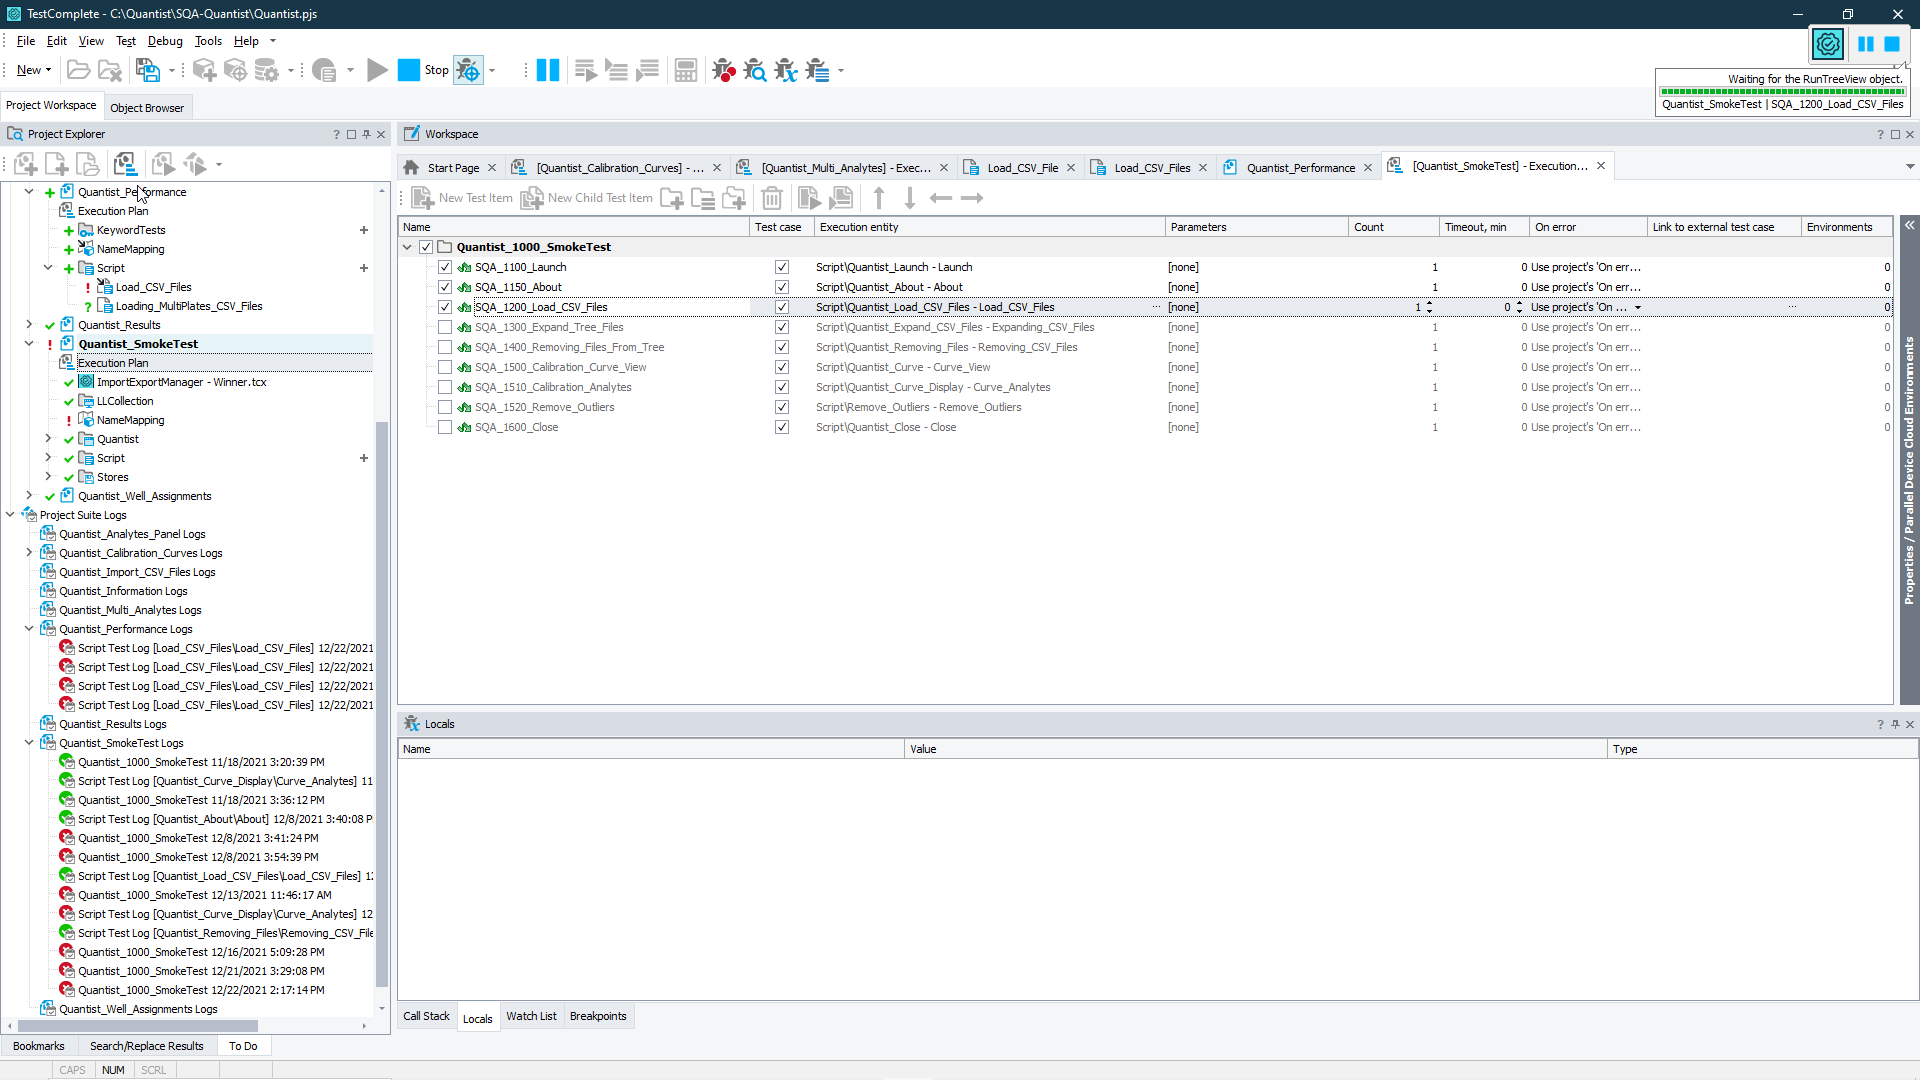 TestComplete - C:\Quantist\SQA-Quantist\Quantist.pjs
File Edit View Test Debug Tools Help
New Stop
Waiting for the RunTreeView object.
Quantist_SmokeTest | SQA_1200_Load_CSV_Files
Project Workspace Object Browser
Project Explorer
Quantist_Performance
Execution Plan
KeywordTests
NameMapping
Script
Load_CSV_Files
Loading_MultiPlates_CSV_Files
Quantist_Results
Quantist_SmokeTest
Execution Plan
ImportExportManager - Winner.tcx
LLCollection
NameMapping
Quantist
Script
Stores
Quantist_Well_Assignments
Project Suite Logs
Quantist_Analytes_Panel Logs
Quantist_Calibration_Curves Logs
Quantist_Import_CSV_Files Logs
Quantist_Information Logs
Quantist_Multi_Analytes Logs
Quantist_Performance Logs
Script Test Log [Load_CSV_Files\Load_CSV_Files] 12/22/2021
Script Test Log [Load_CSV_Files\Load_CSV_Files] 12/22/2021
Script Test Log [Load_CSV_Files\Load_CSV_Files] 12/22/2021
Script Test Log [Load_CSV_Files\Load_CSV_Files] 12/22/2021
Quantist_Results Logs
Quantist_SmokeTest Logs
Quantist_1000_SmokeTest 11/18/2021 3:20:39 PM
Script Test Log [Quantist_Curve_Display\Curve_Analytes] 11
Quantist_1000_SmokeTest 11/18/2021 3:36:12 PM
Script Test Log [Quantist_About\About] 12/8/2021 3:40:08 P
Quantist_1000_SmokeTest 12/8/2021 3:41:24 PM
Quantist_1000_SmokeTest 12/8/2021 3:54:39 PM
Script Test Log [Quantist_Load_CSV_Files\Load_CSV_Files] 12
Quantist_1000_SmokeTest 12/13/2021 11:46:17 AM
Script Test Log [Quantist_Curve_Display\Curve_Analytes] 12
Script Test Log [Quantist_Removing_Files\Removing_CSV_File
Quantist_1000_SmokeTest 12/16/2021 5:09:28 PM
Quantist_1000_SmokeTest 12/21/2021 3:29:08 PM
Quantist_1000_SmokeTest 12/22/2021 2:17:14 PM
Quantist_Well_Assignments Logs
Bookmarks Search/Replace Results To Do
CAPS NUM SCRL
Workspace
Start Page [Quantist_Calibration_Curves] - ... [Quantist_Multi_Analytes] - Exec... Load_CSV_File Load_CSV_Files Quantist_Performance [Quantist_SmokeTest] - Execution...
New Test Item New Child Test Item
Name Test case Execution entity Parameters Count Timeout, min On error Link to external test case Environments
Quantist_1000_SmokeTest
SQA_1100_Launch Script\Quantist_Launch - Launch [none] 1 0 Use project's 'On err... 0
SQA_1150_About Script\Quantist_About - About [none] 1 0 Use project's 'On err... 0
SQA_1200_Load_CSV_Files Script\Quantist_Load_CSV_Files - Load_CSV_Files ... [none] 1 0 Use project's 'On ... ... 0
SQA_1300_Expand_Tree_Files Script\Quantist_Expand_CSV_Files - Expanding_CSV_Files [none] 1 0 Use project's 'On err... 0
SQA_1400_Removing_Files_From_Tree Script\Quantist_Removing_Files - Removing_CSV_Files [none] 1 0 Use project's 'On err... 0
SQA_1500_Calibration_Curve_View Script\Quantist_Curve - Curve_View [none] 1 0 Use project's 'On err... 0
SQA_1510_Calibration_Analytes Script\Quantist_Curve_Display - Curve_Analytes [none] 1 0 Use project's 'On err... 0
SQA_1520_Remove_Outliers Script\Remove_Outliers - Remove_Outliers [none] 1 0 Use project's 'On err... 0
SQA_1600_Close Script\Quantist_Close - Close [none] 1 0 Use project's 'On err... 0
Properties / Parallel Device Cloud Environments
Locals
Name Value Type
Call Stack Locals Watch List Breakpoints